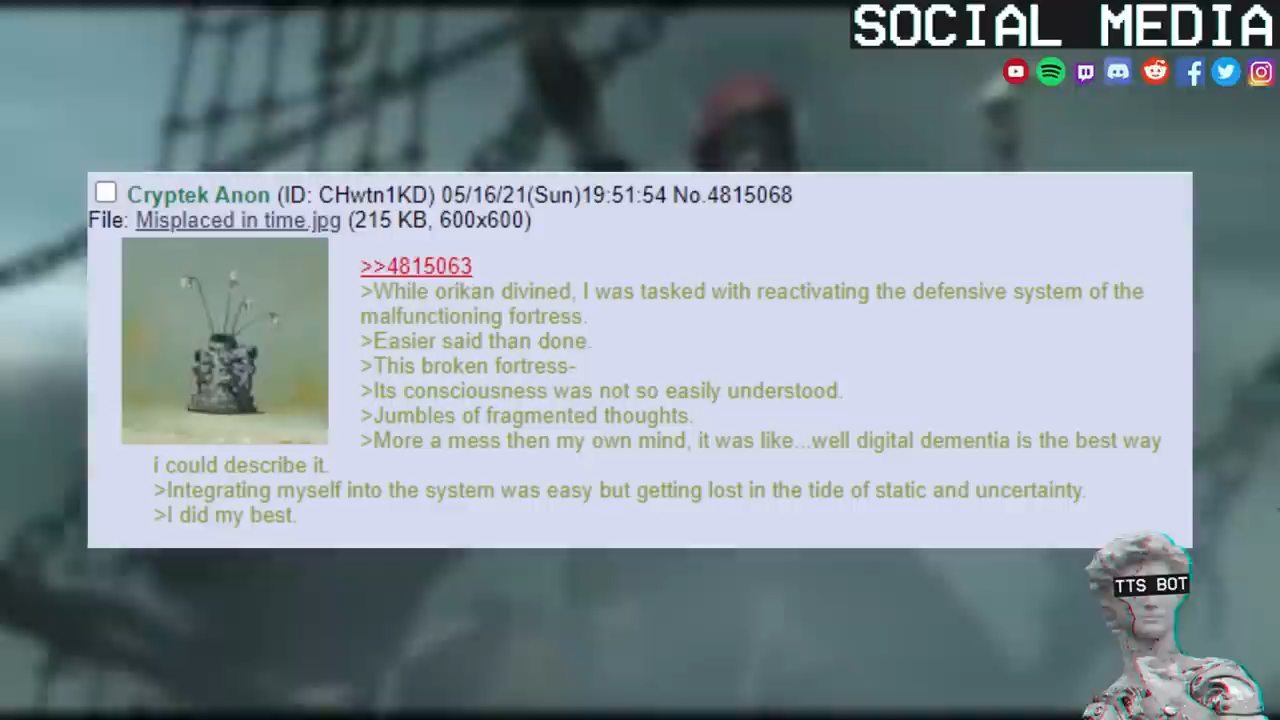 SOCIAL MEDIA
Cryptek Anon (ID: CHwtn1KD) 05/16/21(Sun)19:51:54 No.4815068
File: Misplaced in time.jpg (215 KB, 600x600)
>>4815063
>While orikan divined, I was tasked with reactivating the defensive system of the
malfunctioning fortress.
>Easier said than done.
>This broken fortress-
>Its consciousness was not so easily understood.
>Jumbles of fragmented thoughts.
>More a mess then my own mind, it was like...well digital dementia is the best way
i could describe it.
>Integrating myself into the system was easy but getting lost in the tide of static and uncertainty.
>I did my best.
TTS BOT